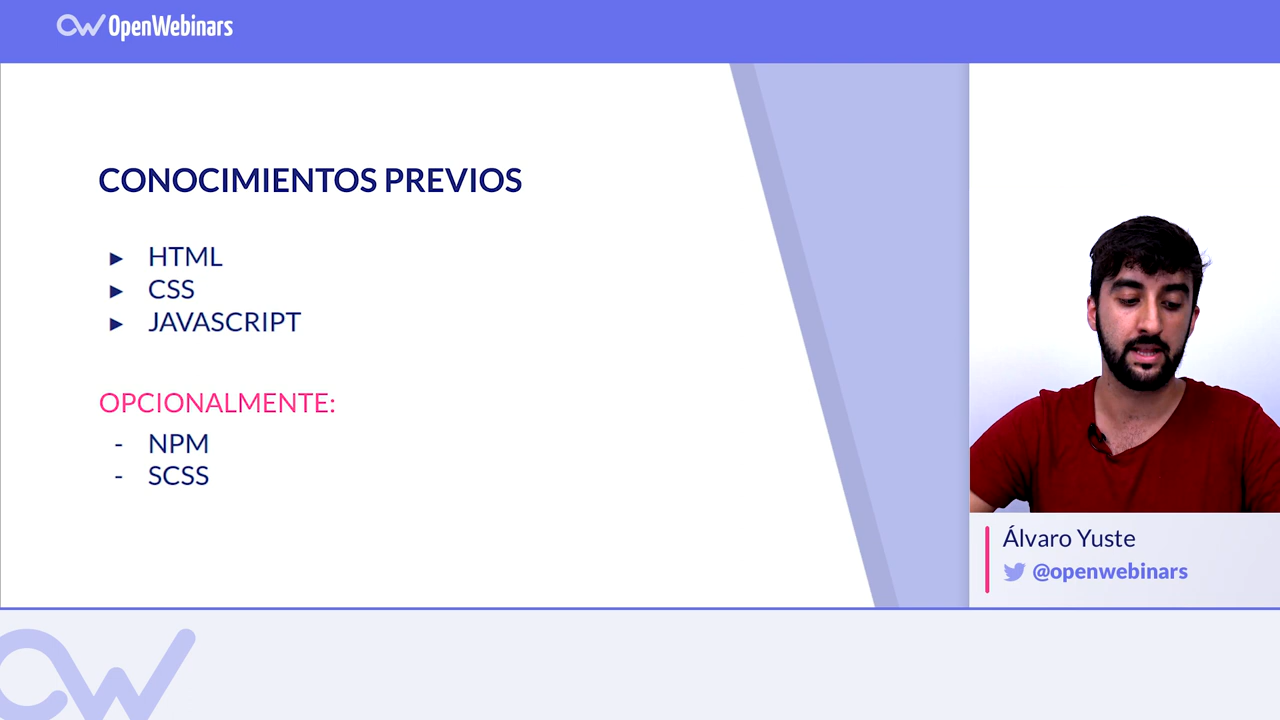 OpenWebinars
CONOCIMIENTOS PREVIOS
► HTML
► CSS
► JAVASCRIPT
OPCIONALMENTE:
- NPM
- SCSS
Álvaro Yuste
@openwebinars